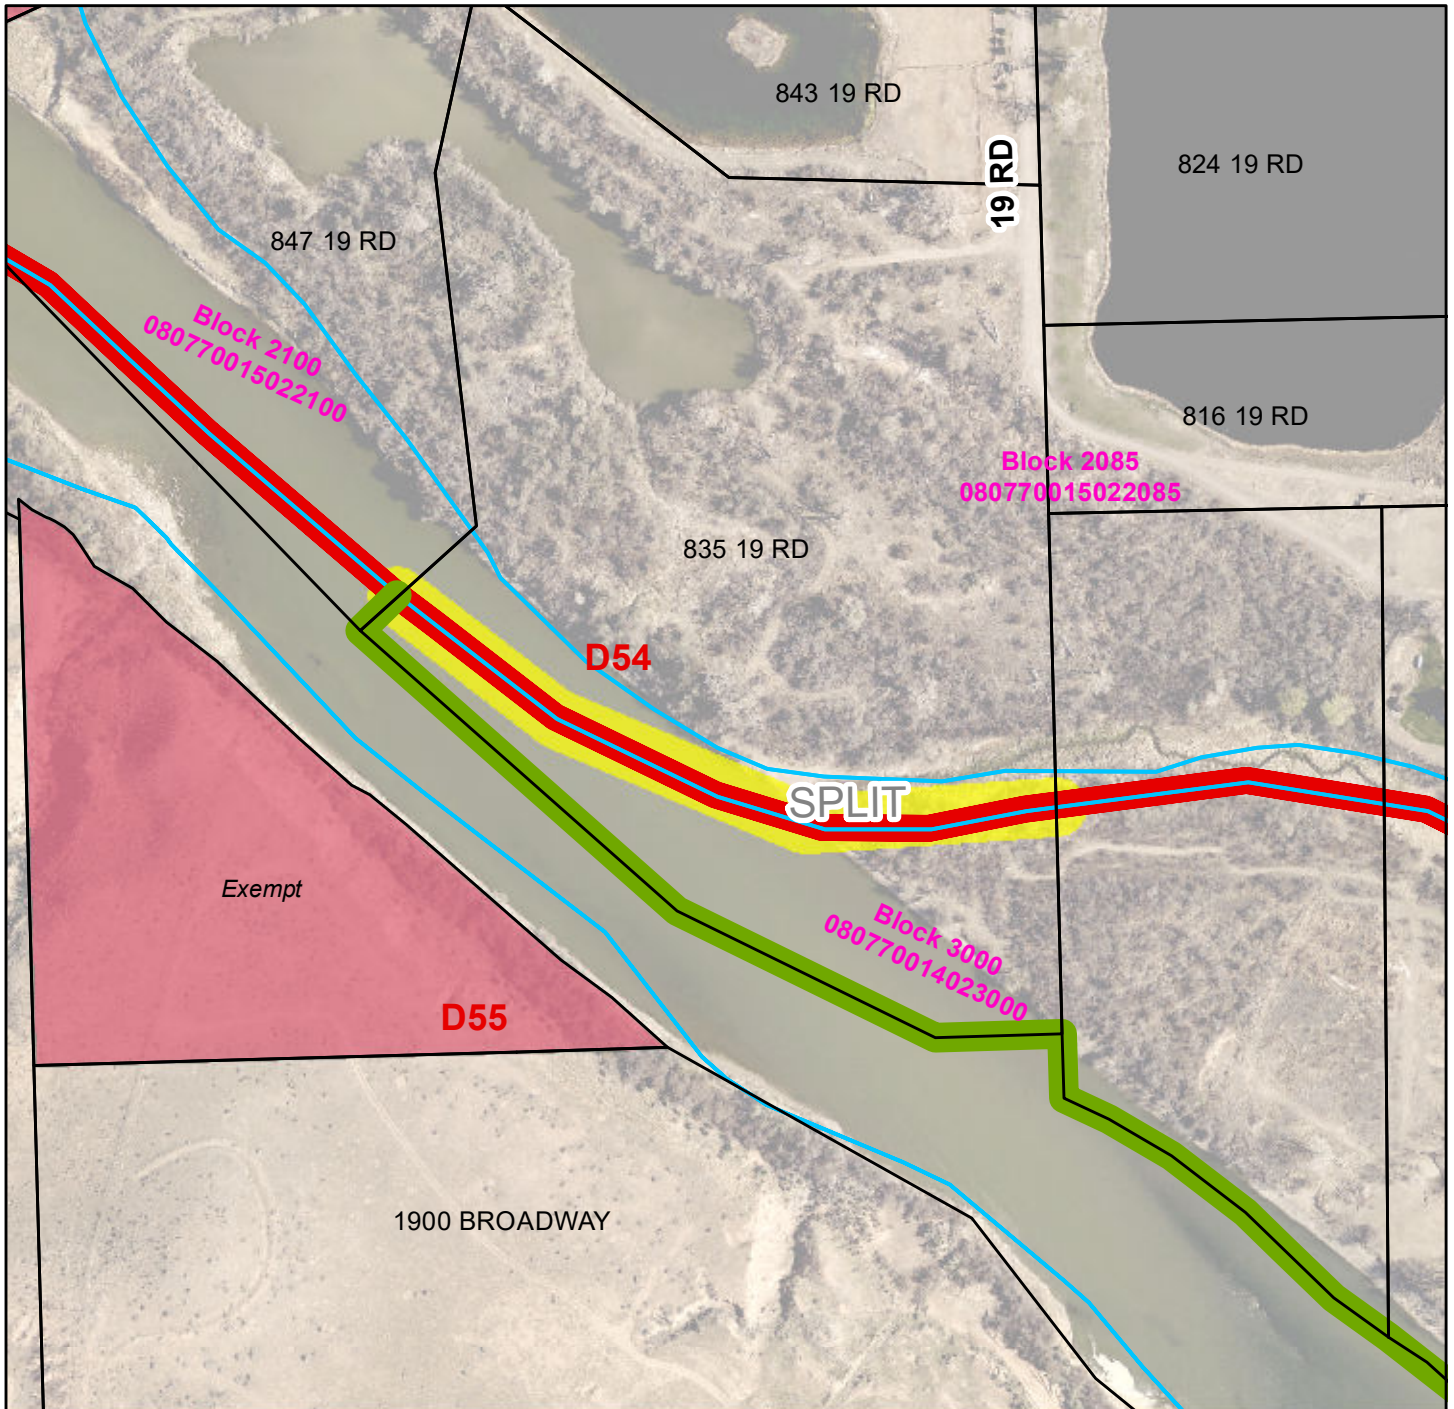 843 19 RD
824 19 RD
19 RD
847 19 RD
Block 2100
080770015022100
816 19 RD
Block 2085
080770015022085
835 19 RD
D54
SPLIT
Exempt
Block 3000
080770014023000
D55
1900 BROADWAY